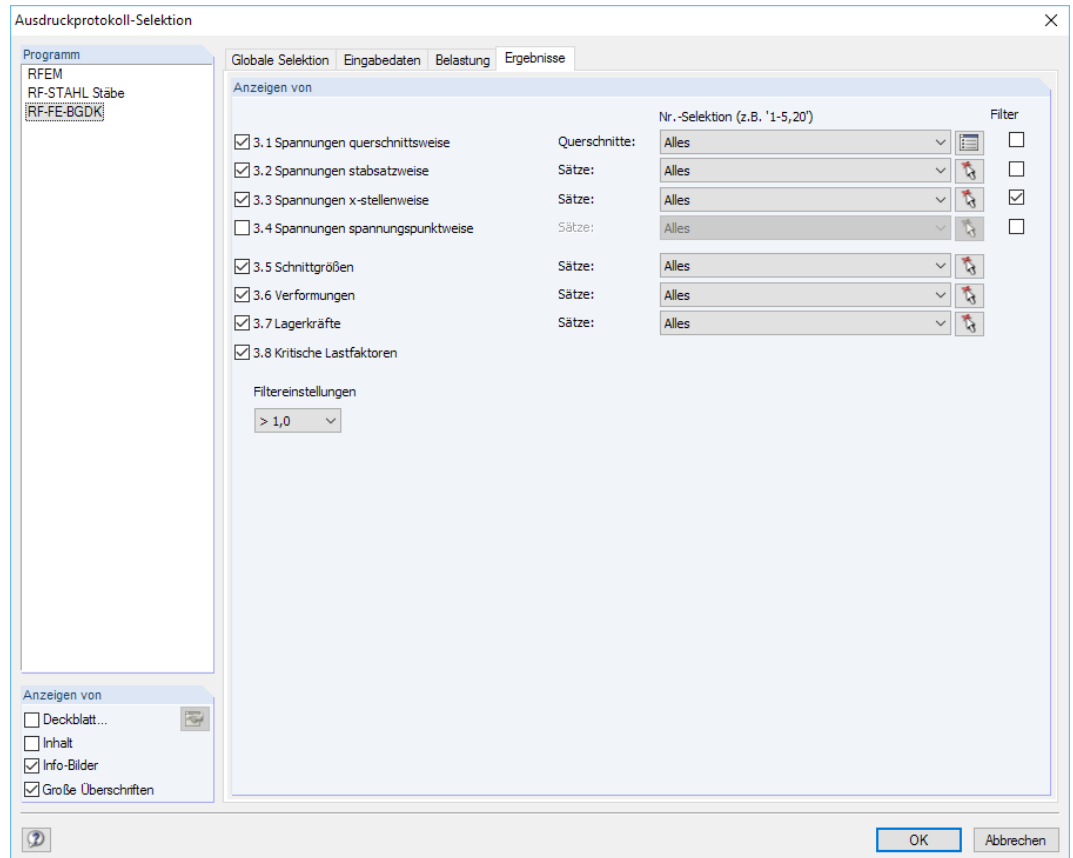 Ausdruckprotokoll-Selektion
Programm
RFEM
RF-STAHL Stäbe
RF-FE-BGDK
Globale Selektion Eingabedaten Belastung Ergebnisse
Anzeigen von
Nr.-Selektion (z.B. '1-5,20') Filter
3.1 Spannungen querschnittsweise Querschnitte: Alles
3.2 Spannungen stabsatzweise Sätze: Alles
3.3 Spannungen x-stellenweise Sätze: Alles
3.4 Spannungen spannungspunktweise Sätze: Alles
3.5 Schnittgrößen Sätze: Alles
3.6 Verformungen Sätze: Alles
3.7 Lagerkräfte Sätze: Alles
3.8 Kritische Lastfaktoren
Filtereinstellungen
> 1,0
Anzeigen von
Deckblatt...
Inhalt
Info-Bilder
Große Überschriften
OK Abbrechen